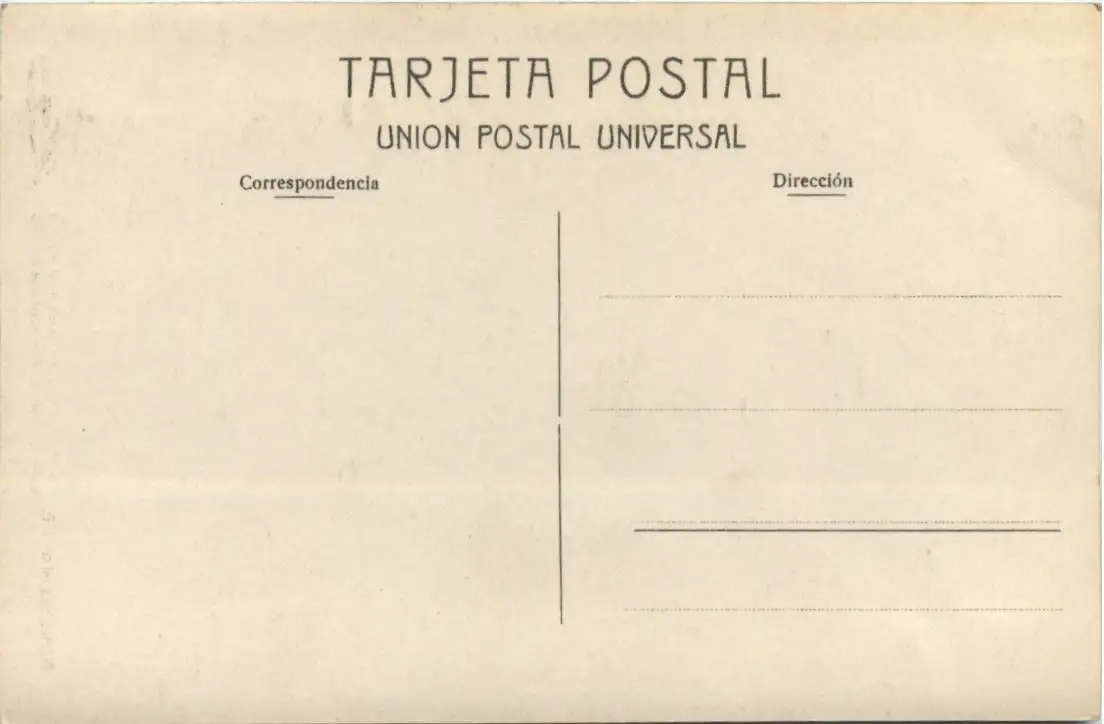 TARJETA POSTAL
UNION POSTAL UNIVERSAL
Correspondencia
Dirección